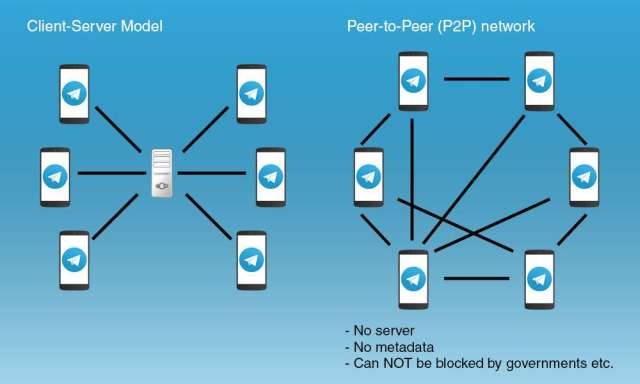 Client-Server Model
Peer-to-Peer (P2P) network
- No server
- No metadata
- Can NOT be blocked by governments etc.